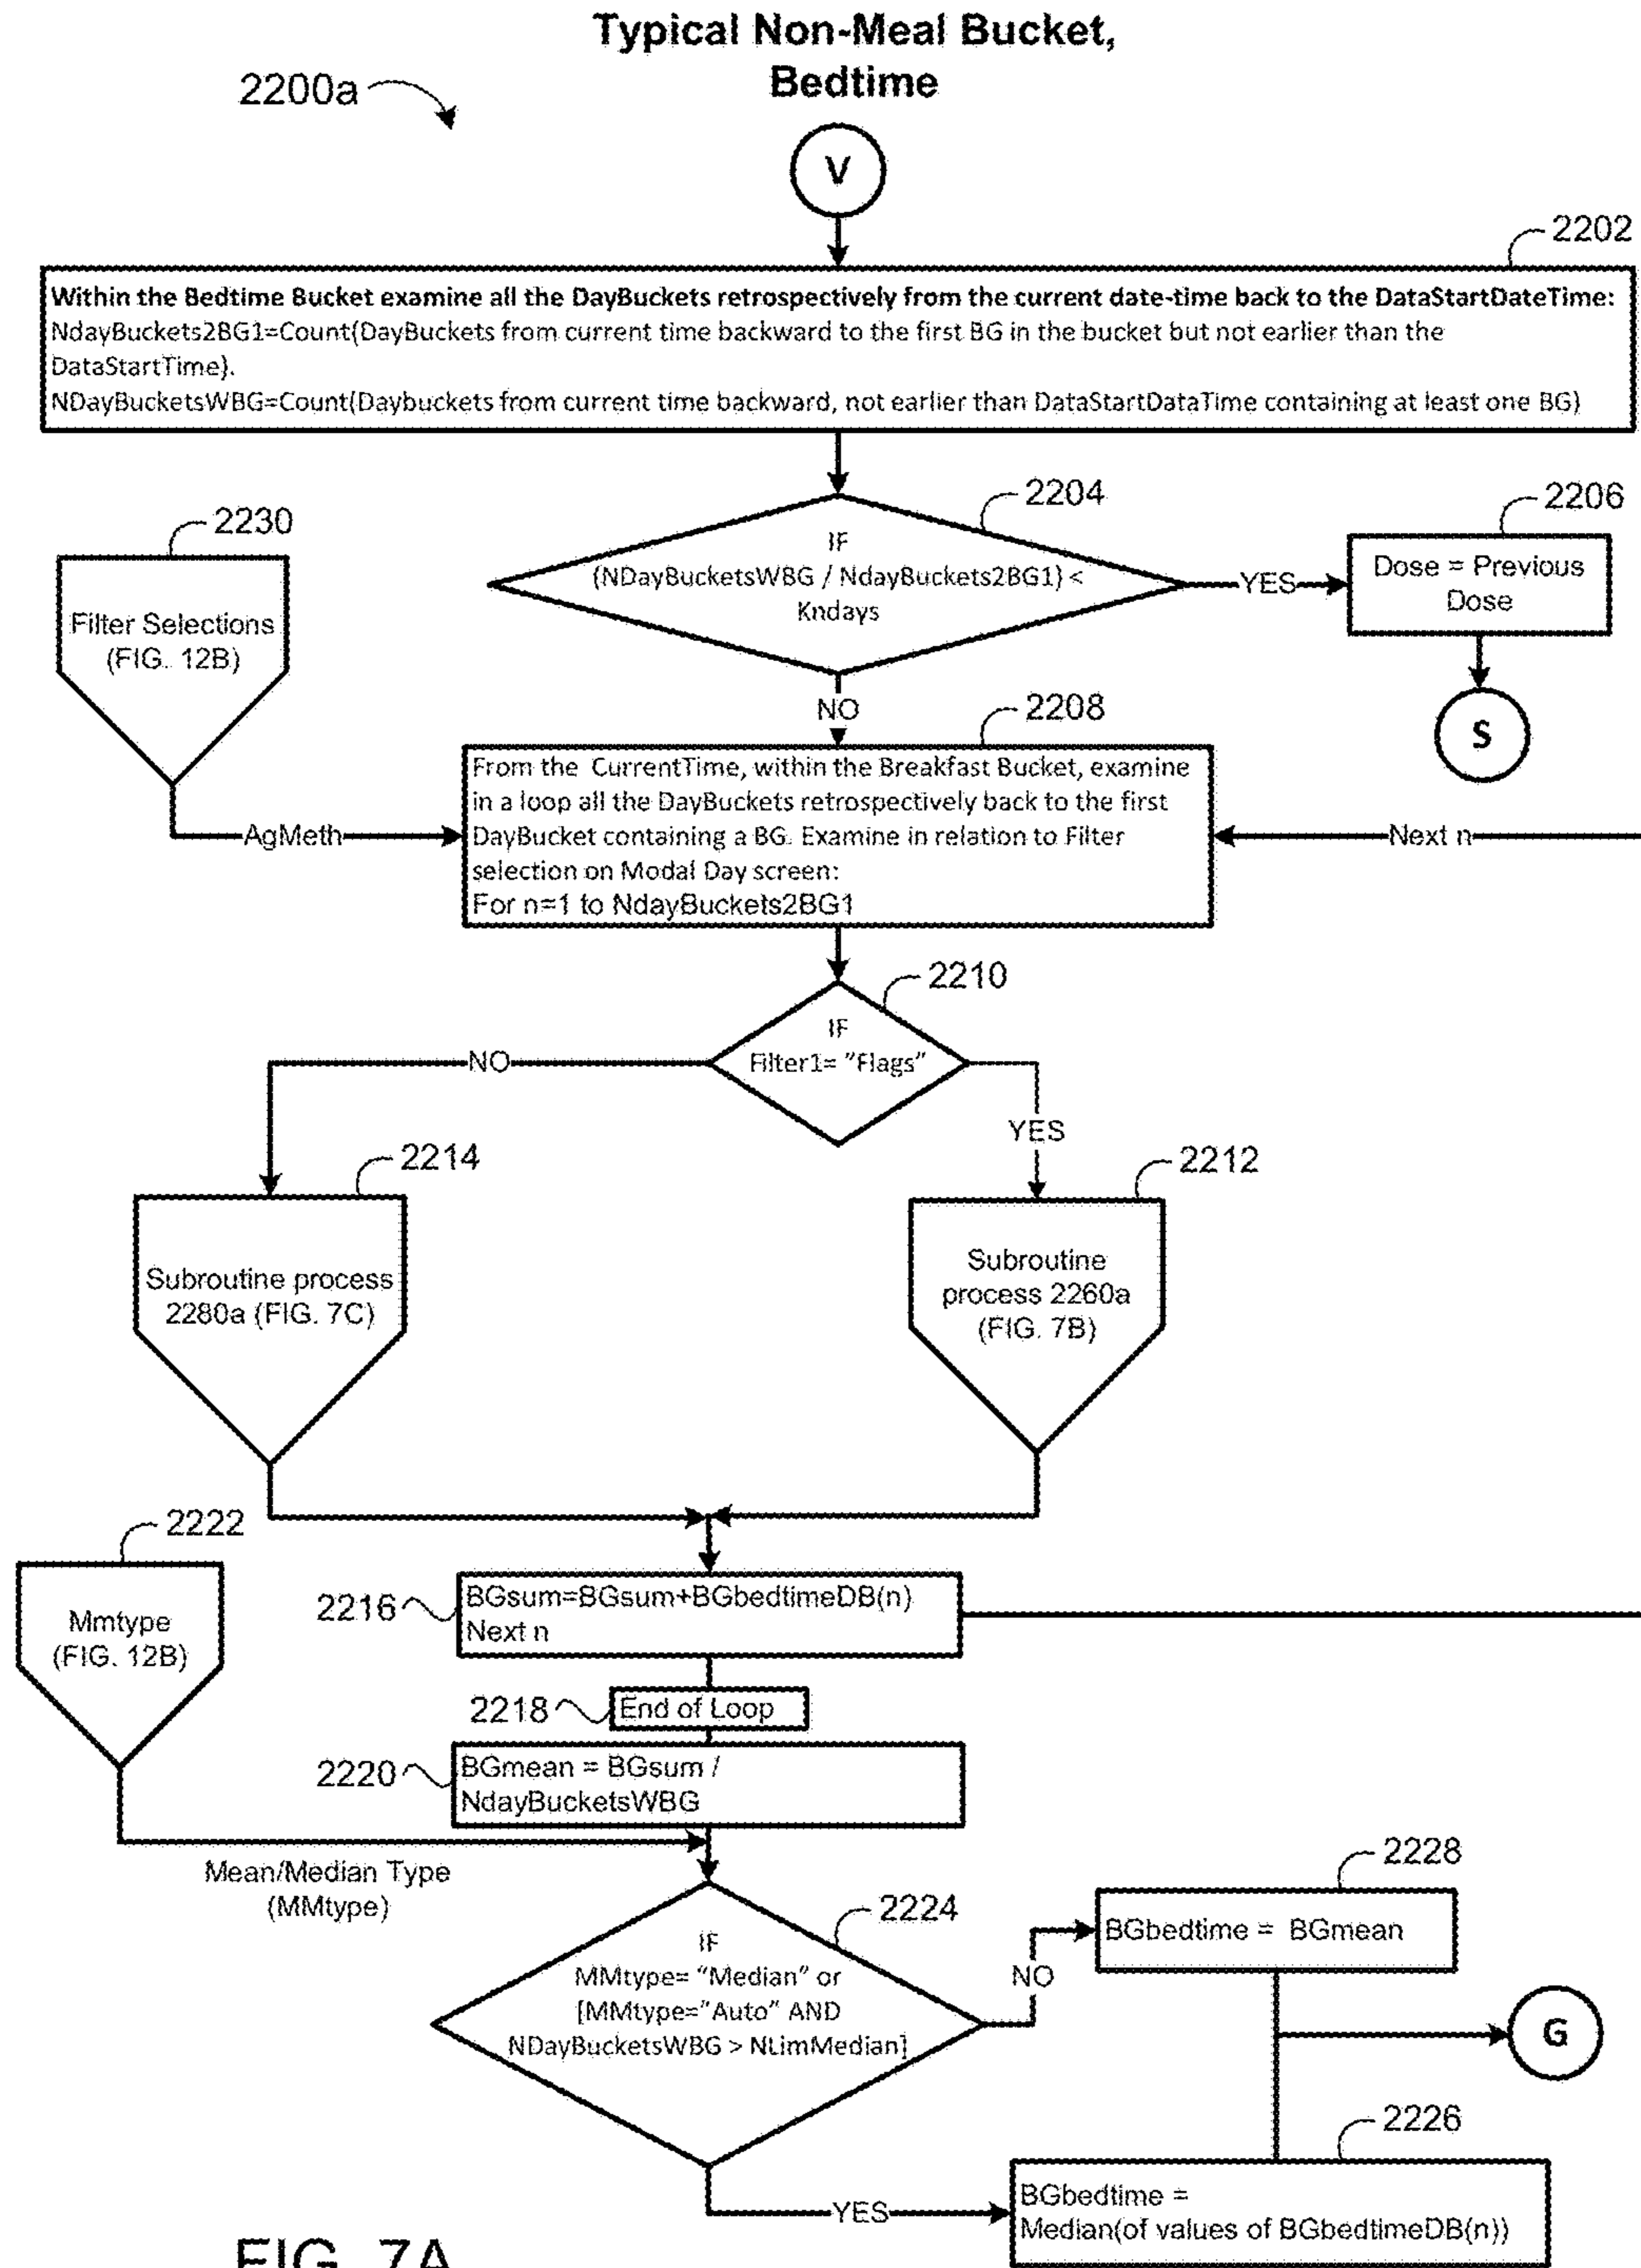 Typical Non-Meal Bucket,
Bedtime
2200a
V
2202
Within the Bedtime Bucket examine all the DayBuckets retrospectively from the current date-time back to the DataStartDateTime:
NdayBuckets2BG1=Count(DayBuckets from current time backward to the first BG in the bucket but not earlier than the
DataStartTime).
NDayBucketsWBG=Count(Daybuckets from current time backward, not earlier than DataStartDataTime containing at least one BG)
2204
IF
(NDayBucketsWBG / NdayBuckets2BG1) <
Kndays
YES
2206
Dose = Previous
Dose
S
2230
Filter Selections
(FIG. 12B)
AgMeth
NO
2208
From the CurrentTime, within the Breakfast Bucket, examine
in a loop all the DayBuckets retrospectively back to the first
DayBucket containing a BG. Examine in relation to Filter
selection on Modal Day screen:
For n=1 to NdayBuckets2BG1
Next n
2210
IF
Filter1= "Flags"
NO
YES
2214
Subroutine process
2280a (FIG. 7C)
2212
Subroutine
process 2260a
(FIG. 7B)
2222
Mmtype
(FIG. 12B)
2216
BGsum=BGsum+BGbedtimeDB(n)
Next n
2218
End of Loop
2220
BGmean = BGsum /
NdayBucketsWBG
Mean/Median Type
(MMtype)
2224
IF
MMtype= "Median" or
[MMtype="Auto" AND
NDayBucketsWBG > NLimMedian]
NO
2228
BGbedtime = BGmean
G
YES
2226
BGbedtime =
Median(of values of BGbedtimeDB(n))
FIG. 7A